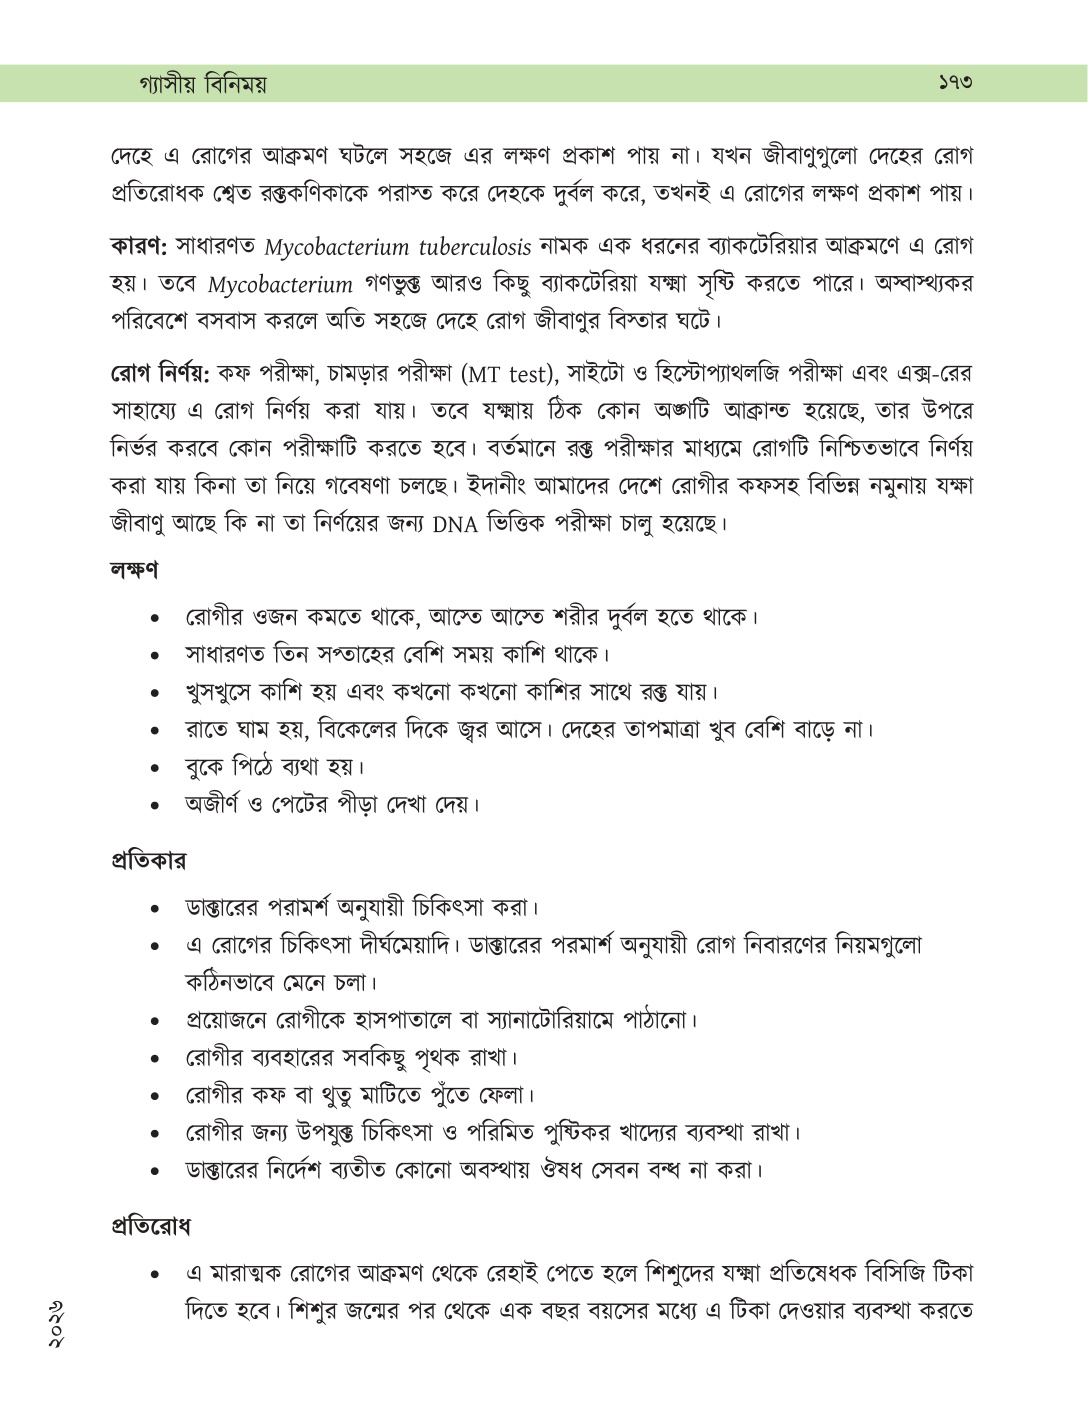 গ্যাসীয় বিনিময়
১৭৩
দেহে এ রোগের আক্রমণ ঘটলে সহজে এর লক্ষণ প্রকাশ পায় না। যখন জীবাণুগুলো দেহের রোগ
প্রতিরোধক শ্বেত রক্তকণিকাকে পরাস্ত করে দেহকে দুর্বল করে, তখনই এ রোগের লক্ষণ প্রকাশ পায়।
কারণ: সাধারণত Mycobacterium tuberculosis নামক এক ধরনের ব্যাকটেরিয়ার আক্রমণে এ রোগ
হয়। তবে Mycobacterium গণভুক্ত আরও কিছু ব্যাকটেরিয়া যক্ষ্মা সৃষ্টি করতে পারে। অস্বাস্থ্যকর
পরিবেশে বসবাস করলে অতি সহজে দেহে রোগ জীবাণুর বিস্তার ঘটে।
রোগ নির্ণয়: কফ পরীক্ষা, চামড়ার পরীক্ষা (MT test), সাইটো ও হিস্টোপ্যাথলজি পরীক্ষা এবং এক্স-রের
সাহায্যে এ রোগ নির্ণয় করা যায়। তবে যক্ষ্মায় ঠিক কোন অঙ্গটি আক্রান্ত হয়েছে, তার উপরে
নির্ভর করবে কোন পরীক্ষাটি করতে হবে। বর্তমানে রক্ত পরীক্ষার মাধ্যমে রোগটি নিশ্চিতভাবে নির্ণয়
করা যায় কিনা তা নিয়ে গবেষণা চলছে। ইদানীং আমাদের দেশে রোগীর কফসহ বিভিন্ন নমুনায় যক্ষা
জীবাণু আছে কি না তা নির্ণয়ের জন্য DNA ভিত্তিক পরীক্ষা চালু হয়েছে।
লক্ষণ
• রোগীর ওজন কমতে থাকে, আস্তে আস্তে শরীর দুর্বল হতে থাকে।
• সাধারণত তিন সপ্তাহের বেশি সময় কাশি থাকে।
• খুসখুসে কাশি হয় এবং কখনো কখনো কাশির সাথে রক্ত যায়।
• রাতে ঘাম হয়, বিকেলের দিকে জ্বর আসে। দেহের তাপমাত্রা খুব বেশি বাড়ে না।
• বুকে পিঠে ব্যথা হয়।
• অজীর্ণ ও পেটের পীড়া দেখা দেয়।
প্রতিকার
• ডাক্তারের পরামর্শ অনুযায়ী চিকিৎসা করা।
• এ রোগের চিকিৎসা দীর্ঘমেয়াদি। ডাক্তারের পরমার্শ অনুযায়ী রোগ নিবারণের নিয়মগুলো
কঠিনভাবে মেনে চলা।
• প্রয়োজনে রোগীকে হাসপাতালে বা স্যানাটোরিয়ামে পাঠানো।
• রোগীর ব্যবহারের সবকিছু পৃথক রাখা।
• রোগীর কফ বা থুতু মাটিতে পুঁতে ফেলা।
• রোগীর জন্য উপযুক্ত চিকিৎসা ও পরিমিত পুষ্টিকর খাদ্যের ব্যবস্থা রাখা।
• ডাক্তারের নির্দেশ ব্যতীত কোনো অবস্থায় ঔষধ সেবন বন্ধ না করা।
প্রতিরোধ
• এ মারাত্মক রোগের আক্রমণ থেকে রেহাই পেতে হলে শিশুদের যক্ষ্মা প্রতিষেধক বিসিজি টিকা
দিতে হবে। শিশুর জন্মের পর থেকে এক বছর বয়সের মধ্যে এ টিকা দেওয়ার ব্যবস্থা করতে
২০২৬